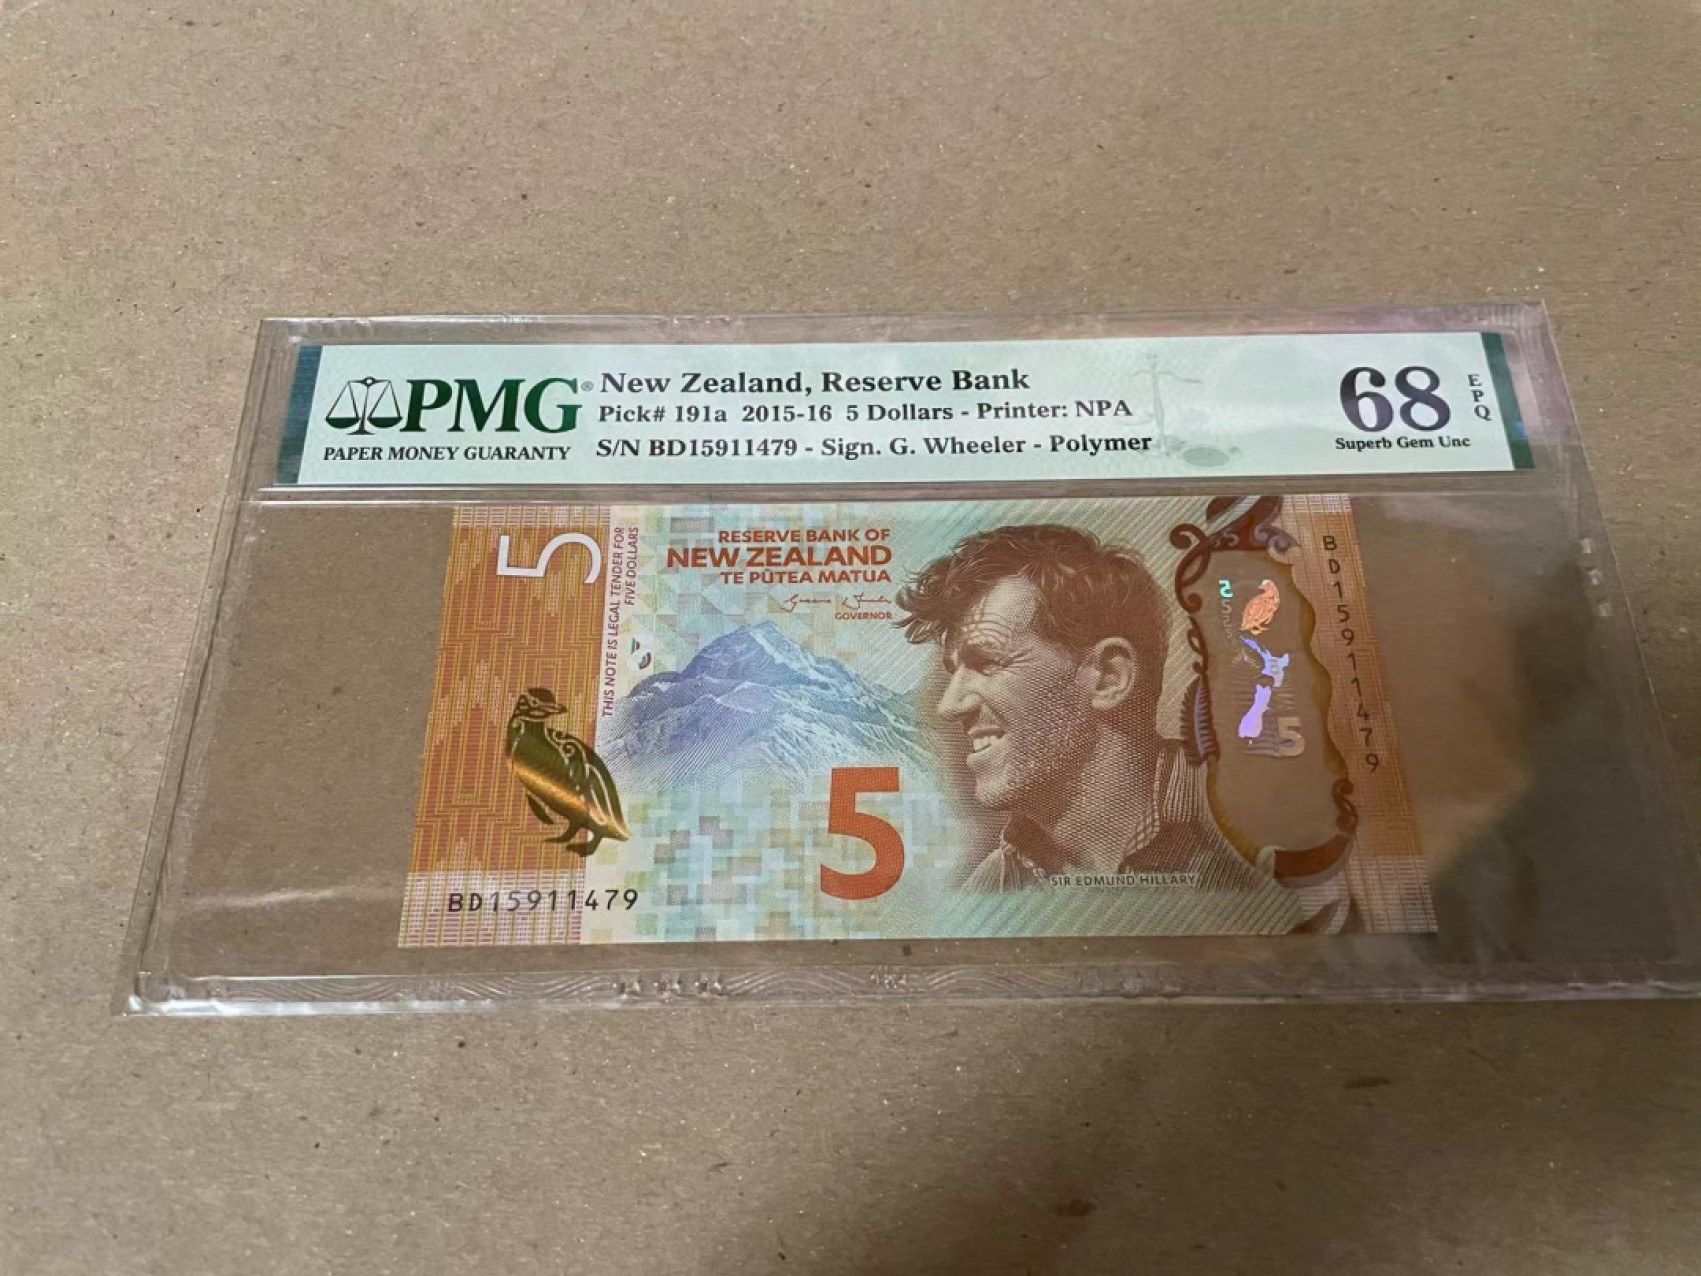 PMG®
PAPER MONEY GUARANTY
New Zealand, Reserve Bank
Pick# 191a 2015-16 5 Dollars - Printer: NPA
S/N BD15911479 - Sign. G. Wheeler - Polymer
68
EPQ
Superb Gem Unc
5
THIS NOTE IS LEGAL TENDER FOR
FIVE DOLLARS
RESERVE BANK OF
NEW ZEALAND
TE PŪTEA MATUA
GOVERNOR
5
SIR EDMUND HILLARY
BD15911479
BD15911479
5